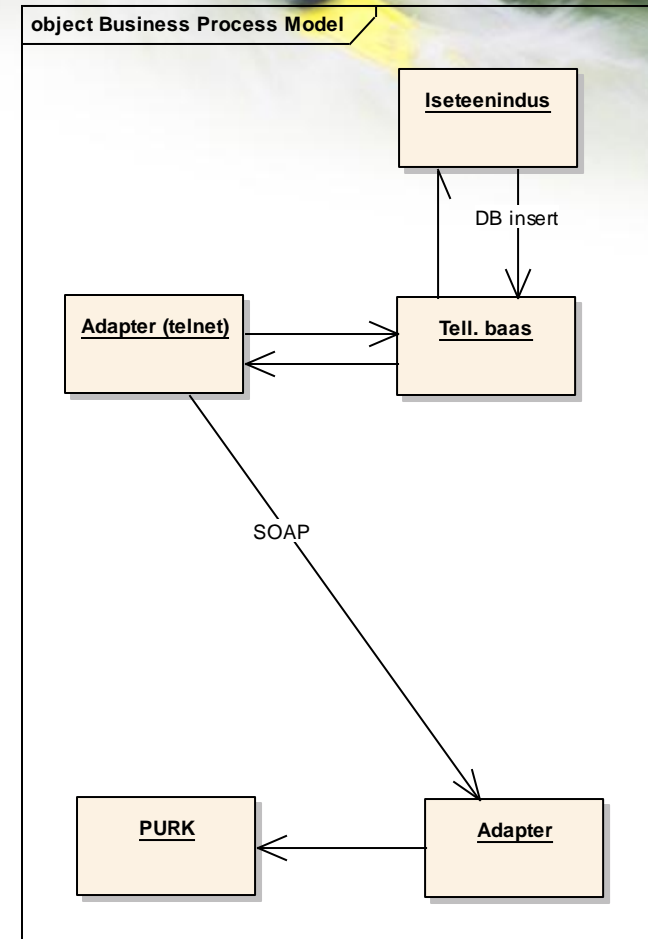 object Business Process Model
Iseteenindus
DB insert
Adapter (telnet)
Tell. baas
SOAP
PURK
Adapter